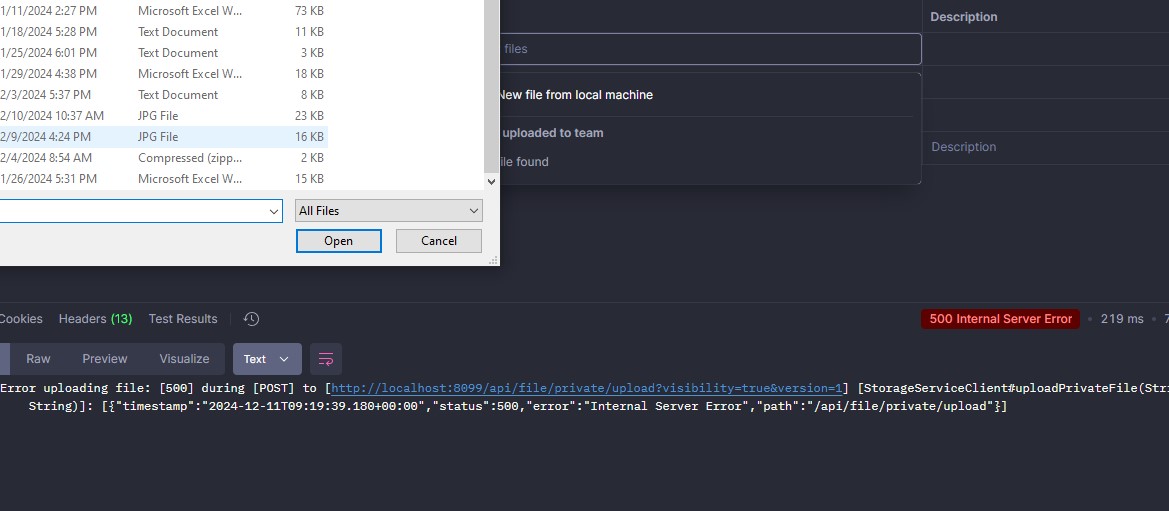 1/11/2024 2:27 PM Microsoft Excel W... 73 KB
1/18/2024 5:28 PM Text Document 11 KB
1/25/2024 6:01 PM Text Document 3 KB
1/29/2024 4:38 PM Microsoft Excel W... 18 KB
2/3/2024 5:37 PM Text Document 8 KB
2/10/2024 10:37 AM JPG File 23 KB
2/9/2024 4:24 PM JPG File 16 KB
2/4/2024 8:54 AM Compressed (zipp... 2 KB
1/26/2024 5:31 PM Microsoft Excel W... 15 KB
All Files
Open Cancel
Description
files
New file from local machine
uploaded to team
Description
ile found
Cookies Headers (13) Test Results 500 Internal Server Error • 219 ms • 7
Raw Preview Visualize Text
Error uploading file: [500] during [POST] to [http://localhost:8099/api/file/private/upload?visibility=true&version=1] [StorageServiceClient#uploadPrivateFile(Stri
String)]: [{"timestamp":"2024-12-11T09:19:39.180+00:00","status":500,"error":"Internal Server Error","path":"/api/file/private/upload"}]